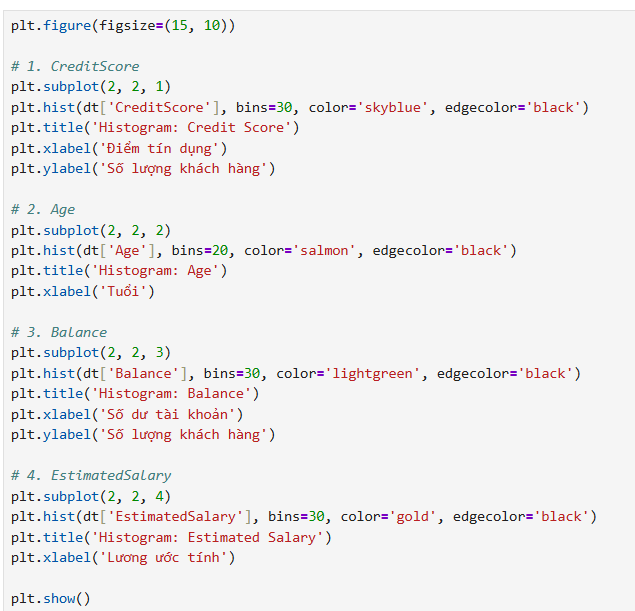 plt.figure(figsize=(15, 10))

# 1. CreditScore
plt.subplot(2, 2, 1)
plt.hist(dt['CreditScore'], bins=30, color='skyblue', edgecolor='black')
plt.title('Histogram: Credit Score')
plt.xlabel('Điểm tín dụng')
plt.ylabel('Số lượng khách hàng')

# 2. Age
plt.subplot(2, 2, 2)
plt.hist(dt['Age'], bins=20, color='salmon', edgecolor='black')
plt.title('Histogram: Age')
plt.xlabel('Tuổi')

# 3. Balance
plt.subplot(2, 2, 3)
plt.hist(dt['Balance'], bins=30, color='lightgreen', edgecolor='black')
plt.title('Histogram: Balance')
plt.xlabel('Số dư tài khoản')
plt.ylabel('Số lượng khách hàng')

# 4. EstimatedSalary
plt.subplot(2, 2, 4)
plt.hist(dt['EstimatedSalary'], bins=30, color='gold', edgecolor='black')
plt.title('Histogram: Estimated Salary')
plt.xlabel('Lương ước tính')

plt.show()